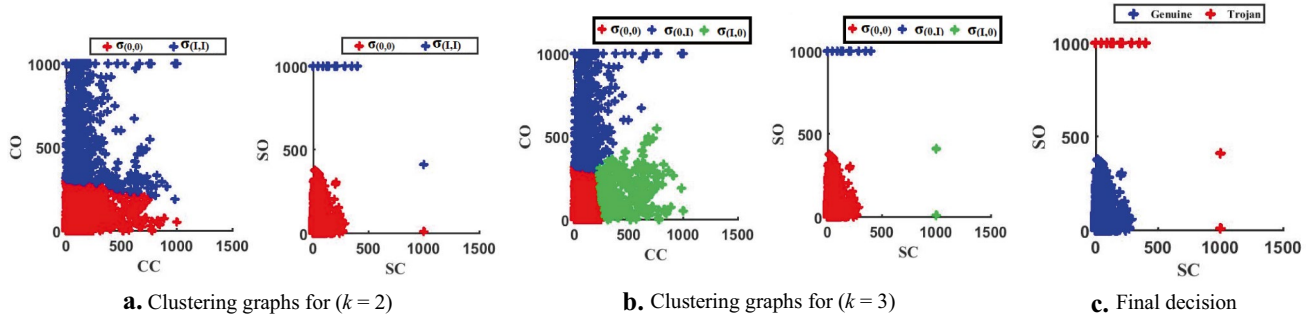 σ(0,0) σ(I,I)
CO
1000
500
0
0 500 1000 1500
CC
σ(0,0) σ(I,I)
SO
1000
500
0
0 500 1000 1500
SC
a. Clustering graphs for (k = 2)
σ(0,0) σ(0,I) σ(I,0)
CO
1000
500
0
0 500 1000 1500
CC
σ(0,0) σ(0,I) σ(I,0)
SO
1000
500
0
0 500 1000 1500
SC
b. Clustering graphs for (k = 3)
Genuine Trojan
SO
1000
500
0
0 500 1000 1500
SC
c. Final decision